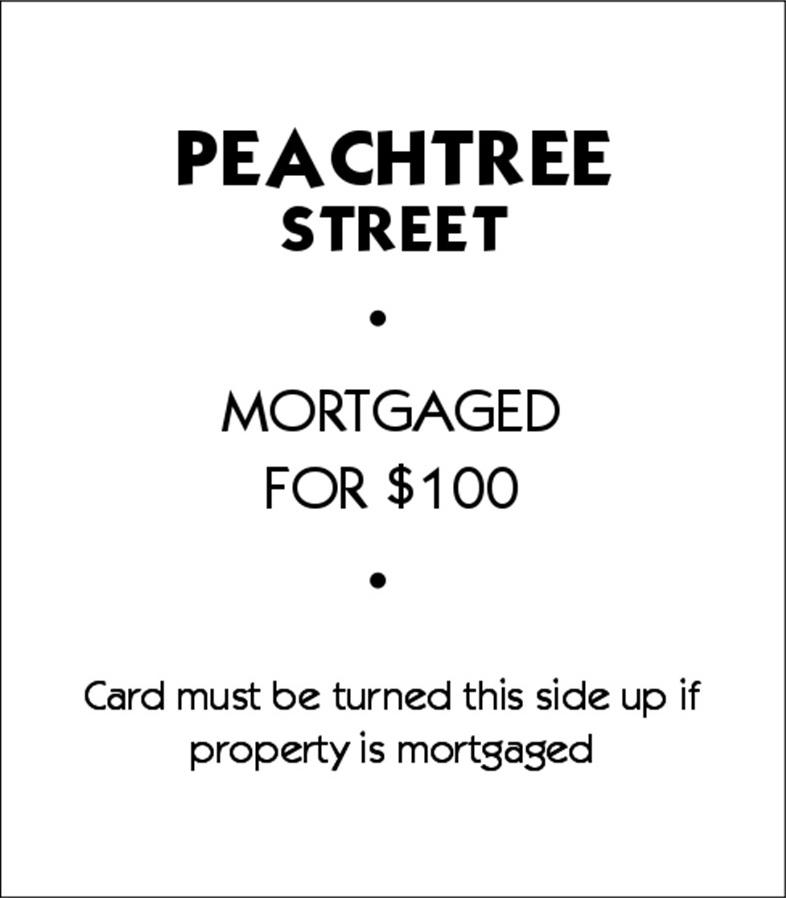 PEACHTREE
STREET
•
MORTGAGED
FOR $100
•
Card must be turned this side up if
property is mortgaged